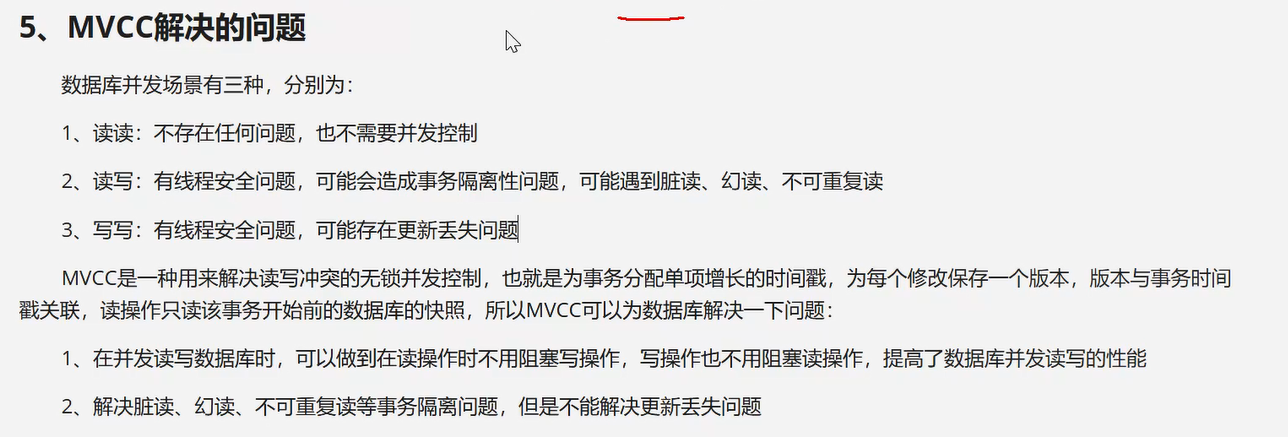 5、MVCC解决的问题
数据库并发场景有三种，分别为：
1、读读：不存在任何问题，也不需要并发控制
2、读写：有线程安全问题，可能会造成事务隔离性问题，可能遇到脏读、幻读、不可重复读
3、写写：有线程安全问题，可能存在更新丢失问题
MVCC是一种用来解决读写冲突的无锁并发控制，也就是为事务分配单项增长的时间戳，为每个修改保存一个版本，版本与事务时间
戳关联，读操作只读该事务开始前的数据库的快照，所以MVCC可以为数据库解决一下问题：
1、在并发读写数据库时，可以做到在读操作时不用阻塞写操作，写操作也不用阻塞读操作，提高了数据库并发读写的性能
2、解决脏读、幻读、不可重复读等事务隔离问题，但是不能解决更新丢失问题